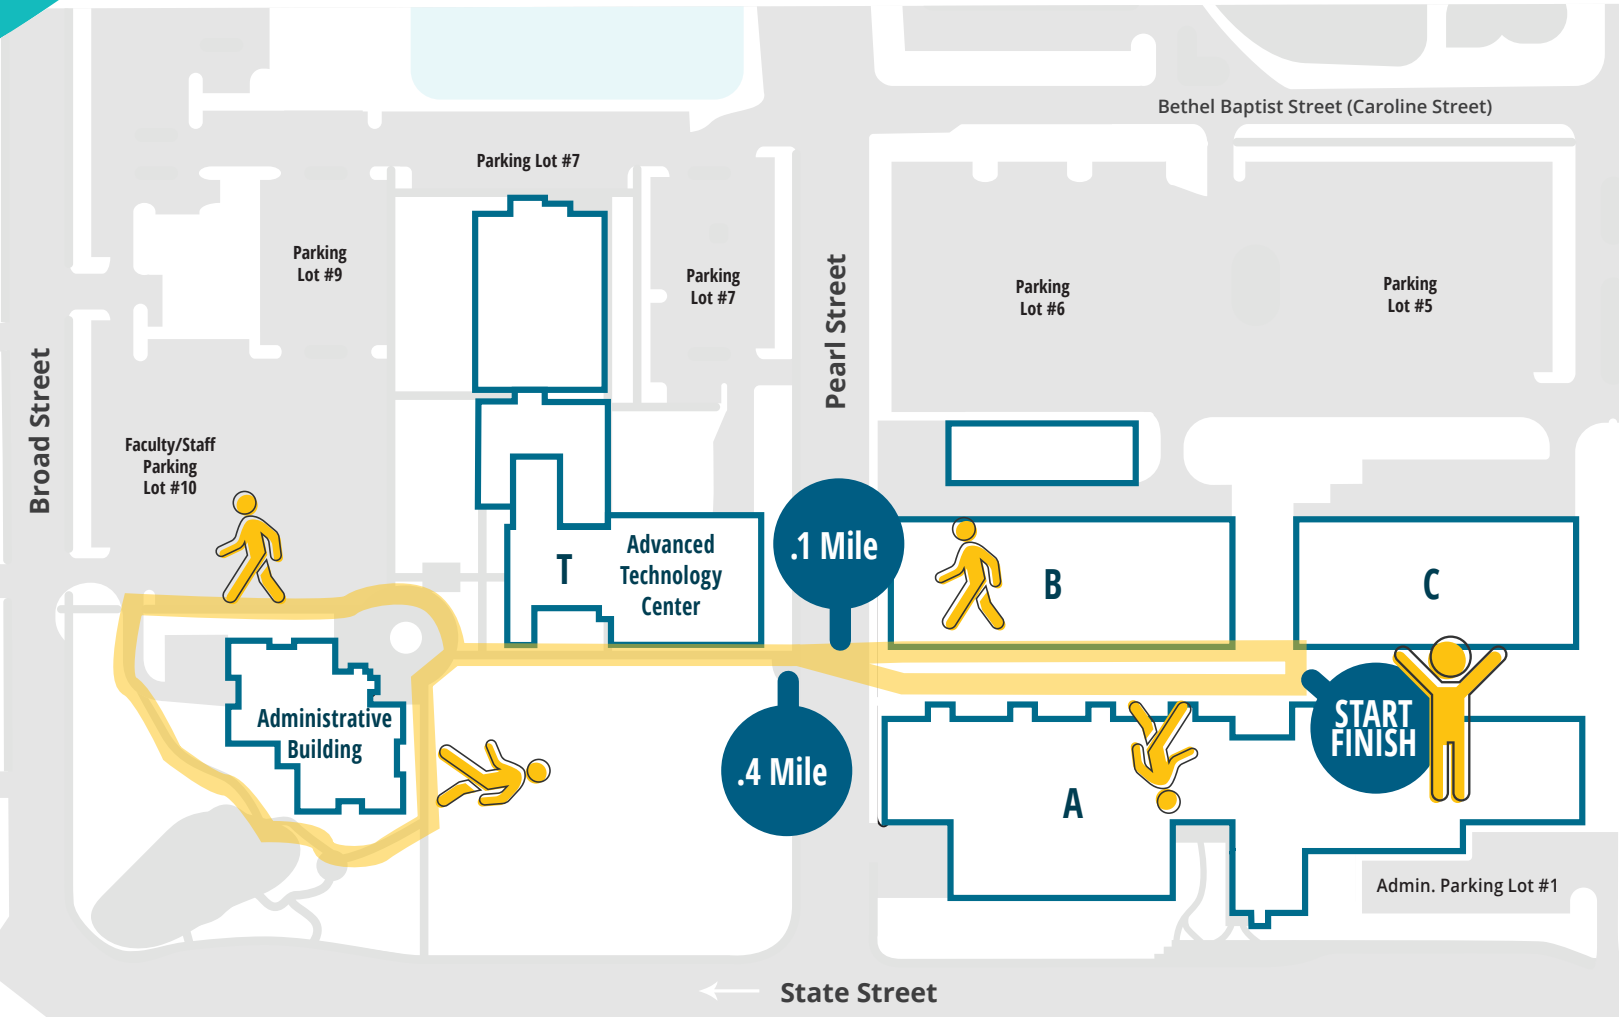 Bethel Baptist Street (Caroline Street)
Parking Lot #7
Parking
Lot #9
Parking
Lot #7
Pearl Street
Parking
Lot #6
Parking
Lot #5
Broad Street
Faculty/Staff
Parking
Lot #10
T
Advanced
Technology
Center
.1 Mile
B
C
Administrative
Building
.4 Mile
START
FINISH
A
Admin. Parking Lot #1
State Street